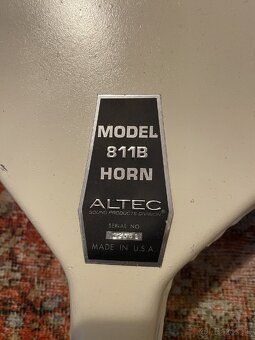 MODEL
811B
HORN
ALTEC
SOUND PRODUCTS DIVISION
SERIAL NO
MADE IN U.S.A